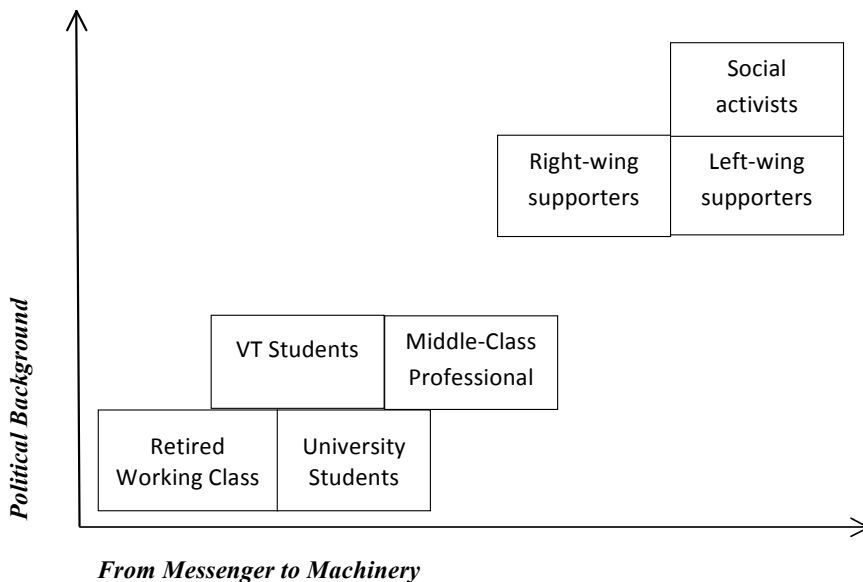 Social
activists
Right-wing
supporters
Left-wing
supporters
VT Students
Middle-Class
Professional
Retired
Working Class
University
Students
Political Background
From Messenger to Machinery